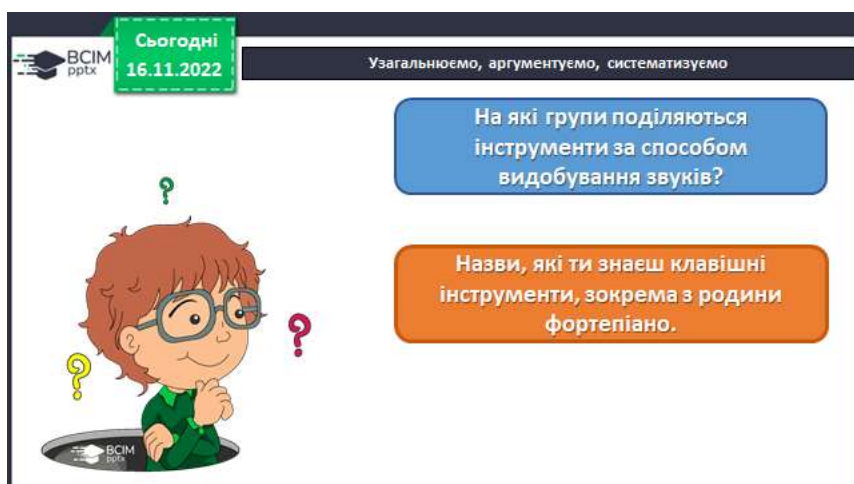 Сьогодні
16.11.2022
ВСІМ
pptx
Узагальнюємо, аргументуємо, систематизуємо
На які групи поділяються
інструменти за способом
видобування звуків?
Назви, які ти знаєш клавішні
інструменти, зокрема з родини
фортепіано.
?
?
?
ВСІМ
pptx